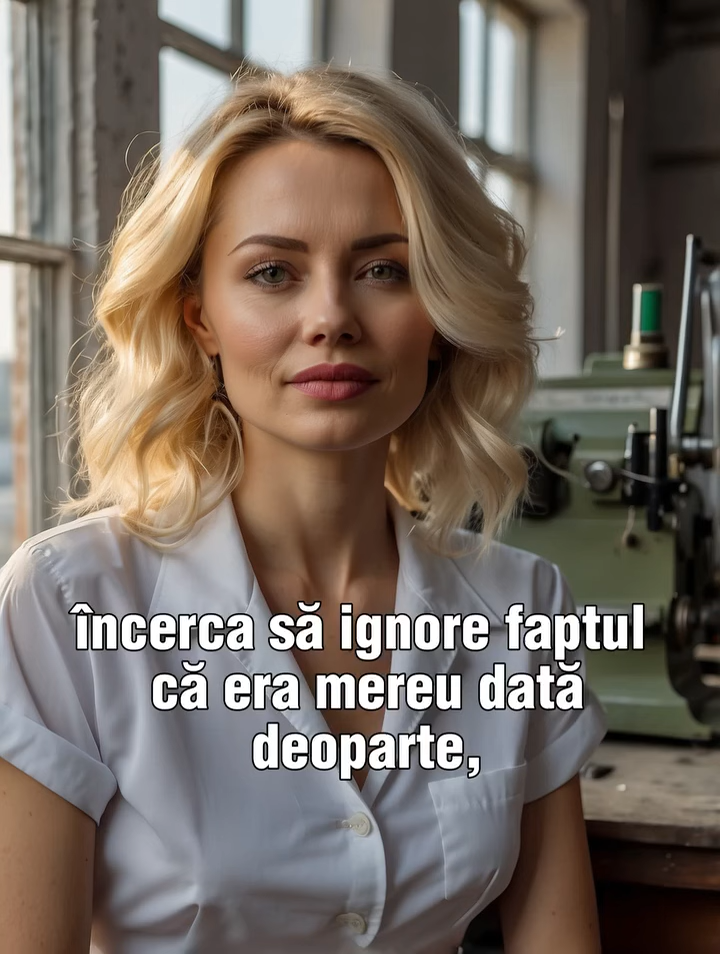 încerca să ignore faptul
că era mereu dată
deoparte,